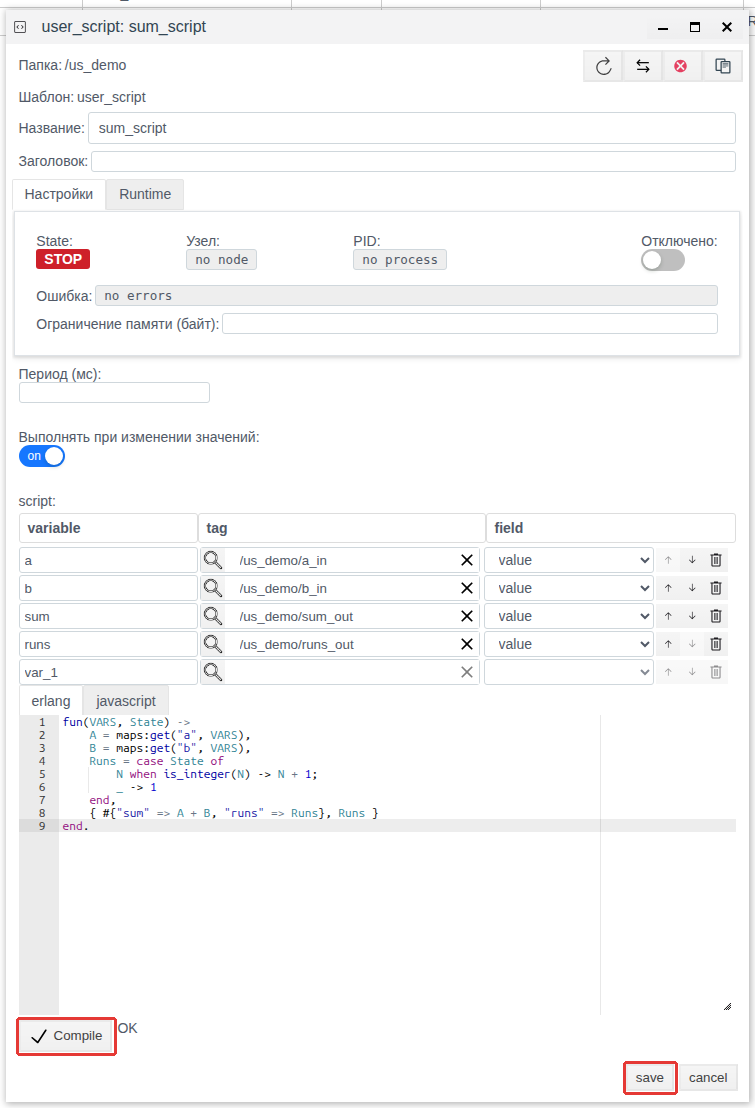 user_script: sum_script
Папка: /us_demo
Шаблон: user_script
Название: sum_script
Заголовок:
Настройки Runtime
State: Узел: PID: Отключено:
STOP no node no process
Ошибка: no errors
Ограничение памяти (байт):
Период (мс):
Выполнять при изменении значений:
on
script:
variable tag field
a /us_demo/a_in value
b /us_demo/b_in value
sum /us_demo/sum_out value
runs /us_demo/runs_out value
var_1
erlang javascript
1 fun(VARS, State) ->
2     A = maps:get("a", VARS),
3     B = maps:get("b", VARS),
4     Runs = case State of
5         N when is_integer(N) -> N + 1;
6         _ -> 1
7     end,
8     { #{"sum" => A + B, "runs" => Runs}, Runs }
9 end.
Compile OK
save cancel